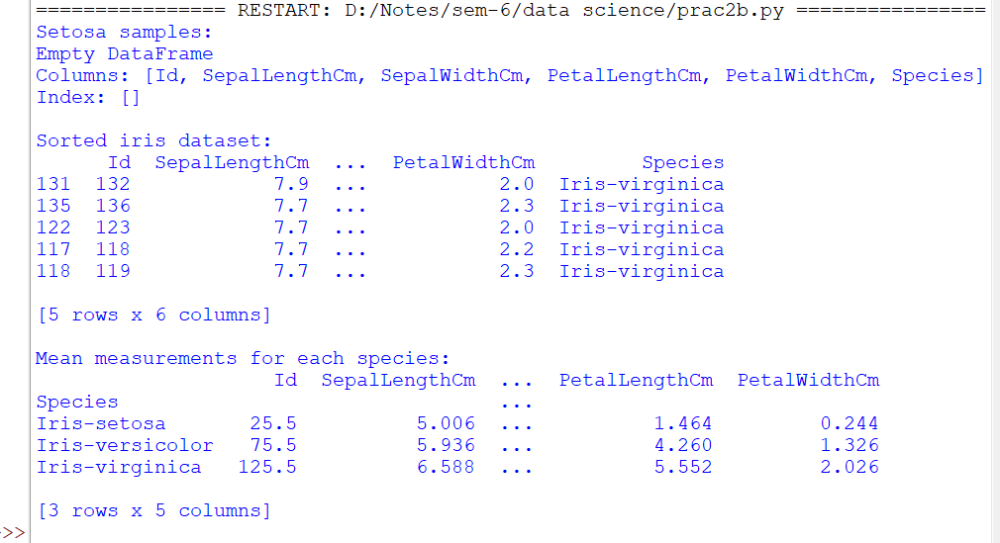 ================ RESTART: D:/Notes/sem-6/data science/prac2b.py ================
Setosa samples:
Empty DataFrame
Columns: [Id, SepalLengthCm, SepalWidthCm, PetalLengthCm, PetalWidthCm, Species]
Index: []
Sorted iris dataset:
      Id  SepalLengthCm  ...  PetalWidthCm         Species
131  132            7.9  ...           2.0  Iris-virginica
135  136            7.7  ...           2.3  Iris-virginica
122  123            7.7  ...           2.0  Iris-virginica
117  118            7.7  ...           2.2  Iris-virginica
118  119            7.7  ...           2.3  Iris-virginica
[5 rows x 6 columns]
Mean measurements for each species:
                    Id  SepalLengthCm  ...  PetalLengthCm  PetalWidthCm
Species                                ...
Iris-setosa       25.5          5.006  ...          1.464         0.244
Iris-versicolor   75.5          5.936  ...          4.260         1.326
Iris-virginica   125.5          6.588  ...          5.552         2.026
[3 rows x 5 columns]
>>